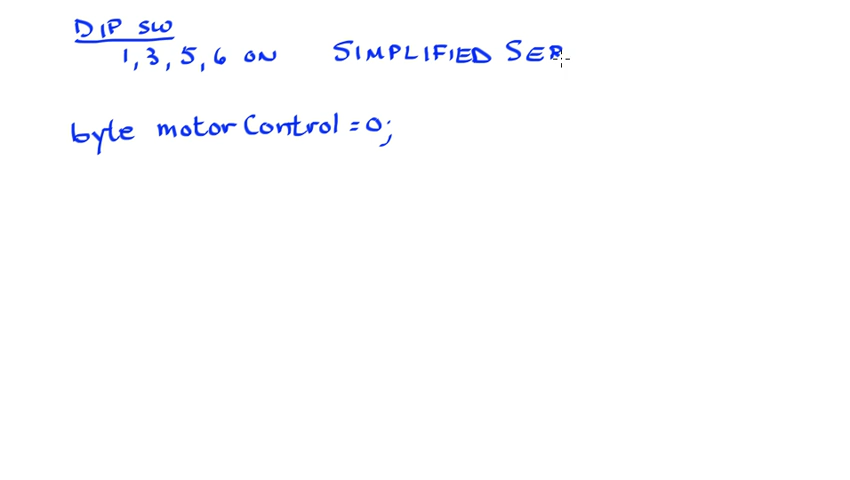 DIP SW
1, 3, 5, 6 ON SIMPLIFIED SER
byte motorControl = 0;